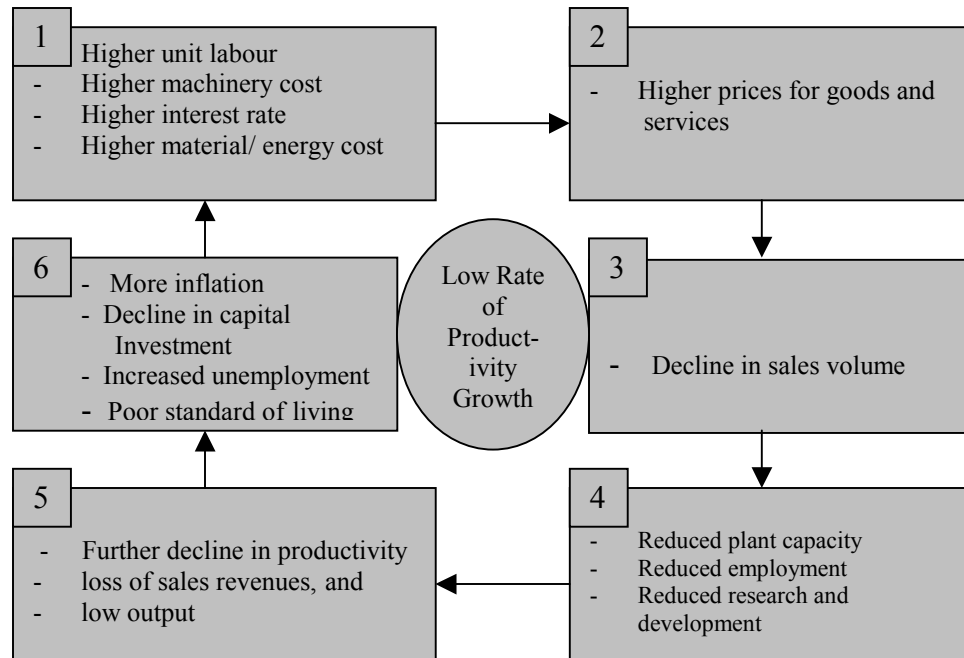 1
Higher unit labour
- Higher machinery cost
- Higher interest rate
- Higher material/ energy cost
2
- Higher prices for goods and
services
3
- Decline in sales volume
4
- Reduced plant capacity
- Reduced employment
- Reduced research and
development
5
- Further decline in productivity
- loss of sales revenues, and
- low output
6
- More inflation
- Decline in capital
Investment
- Increased unemployment
- Poor standard of living
Low Rate
of
Product-
ivity
Growth